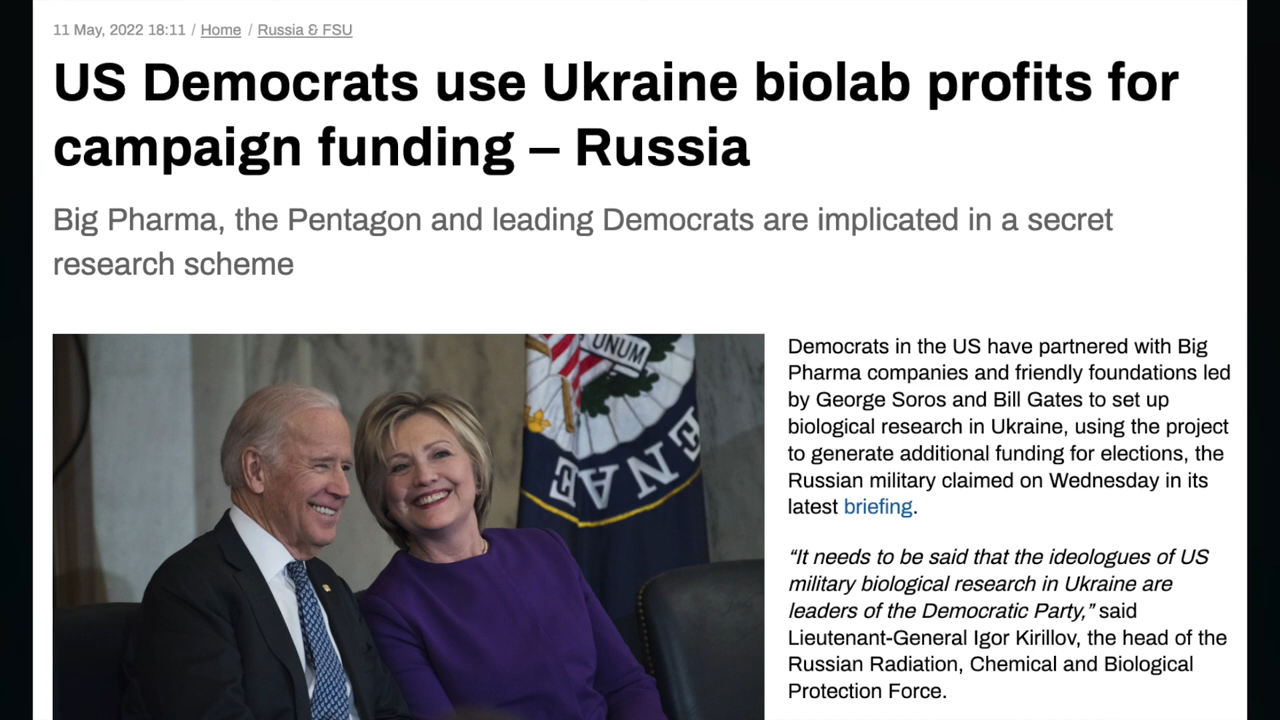 11 May, 2022 18:11 / Home / Russia & FSU
US Democrats use Ukraine biolab profits for
campaign funding – Russia
Big Pharma, the Pentagon and leading Democrats are implicated in a secret
research scheme
UNUM
SENATE
Democrats in the US have partnered with Big
Pharma companies and friendly foundations led
by George Soros and Bill Gates to set up
biological research in Ukraine, using the project
to generate additional funding for elections, the
Russian military claimed on Wednesday in its
latest briefing.
“It needs to be said that the ideologues of US
military biological research in Ukraine are
leaders of the Democratic Party,” said
Lieutenant-General Igor Kirillov, the head of the
Russian Radiation, Chemical and Biological
Protection Force.